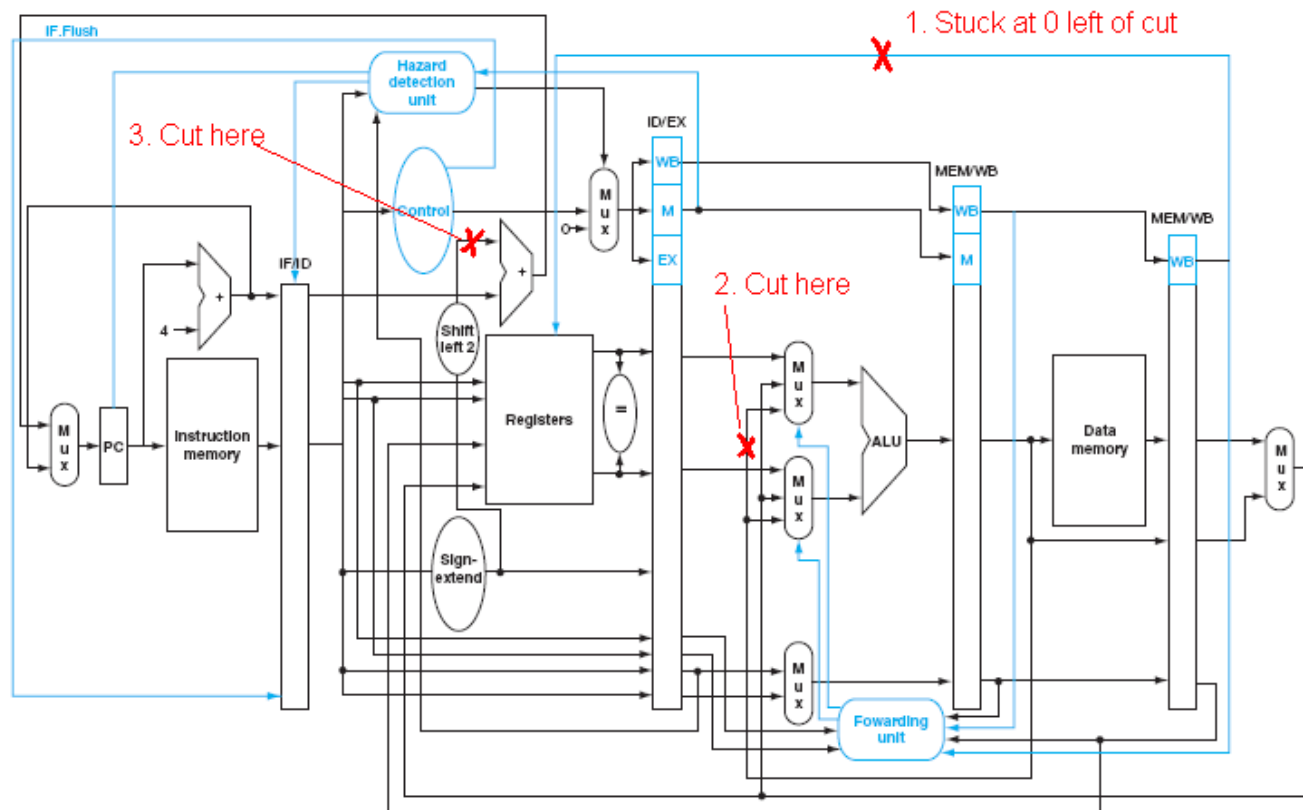 1. Stuck at 0 left of cut
IF.Flush
Hazard
detection
unit
3. Cut here
ID/EX
WB
M
EX
MEM/WB
WB
M
MEM/WB
WB
Control
M
u
x
0
+
2. Cut here
IF/ID
+
4
Shift
left 2
M
u
x
PC
Instruction
memory
Registers
=
M
u
x
M
u
x
ALU
Data
memory
M
u
x
Sign-
extend
M
u
x
Fowarding
unit